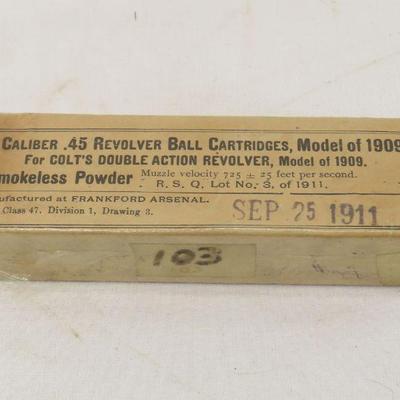 CALIBER .45 REVOLVER BALL CARTRIDGES, Model of 1909
For COLT'S DOUBLE ACTION REVOLVER, Model of 1909.
mokeless Powder Muzzle velocity 725 ± 25 feet per second.
R. S. Q. Lot No. 3, of 1911.
ufactured at FRANKFORD ARSENAL.
Class 47. Division 1, Drawing 3.
SEP 25 1911
103